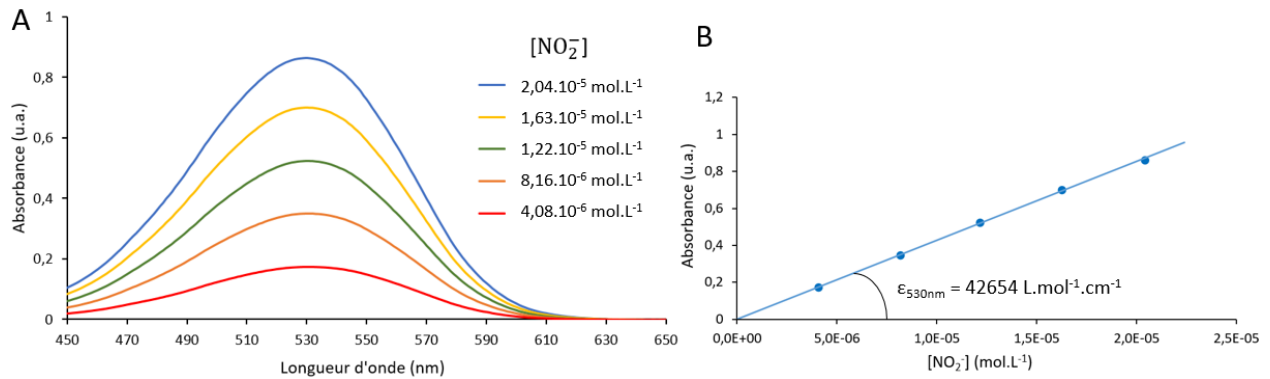 A
[NO₂⁻]
2,04.10⁻⁵ mol.L⁻¹
1,63.10⁻⁵ mol.L⁻¹
1,22.10⁻⁵ mol.L⁻¹
8,16.10⁻⁶ mol.L⁻¹
4,08.10⁻⁶ mol.L⁻¹
Absorbance (u.a.)
1
0,8
0,6
0,4
0,2
0
450 470 490 510 530 550 570 590 610 630 650
Longueur d'onde (nm)
B
Absorbance (u.a.)
1,2
1
0,8
0,6
0,4
0,2
0
ε₅₃₀ₙₘ = 42654 L.mol⁻¹.cm⁻¹
0,0E+00 5,0E-06 1,0E-05 1,5E-05 2,0E-05 2,5E-05
[NO₂⁻] (mol.L⁻¹)